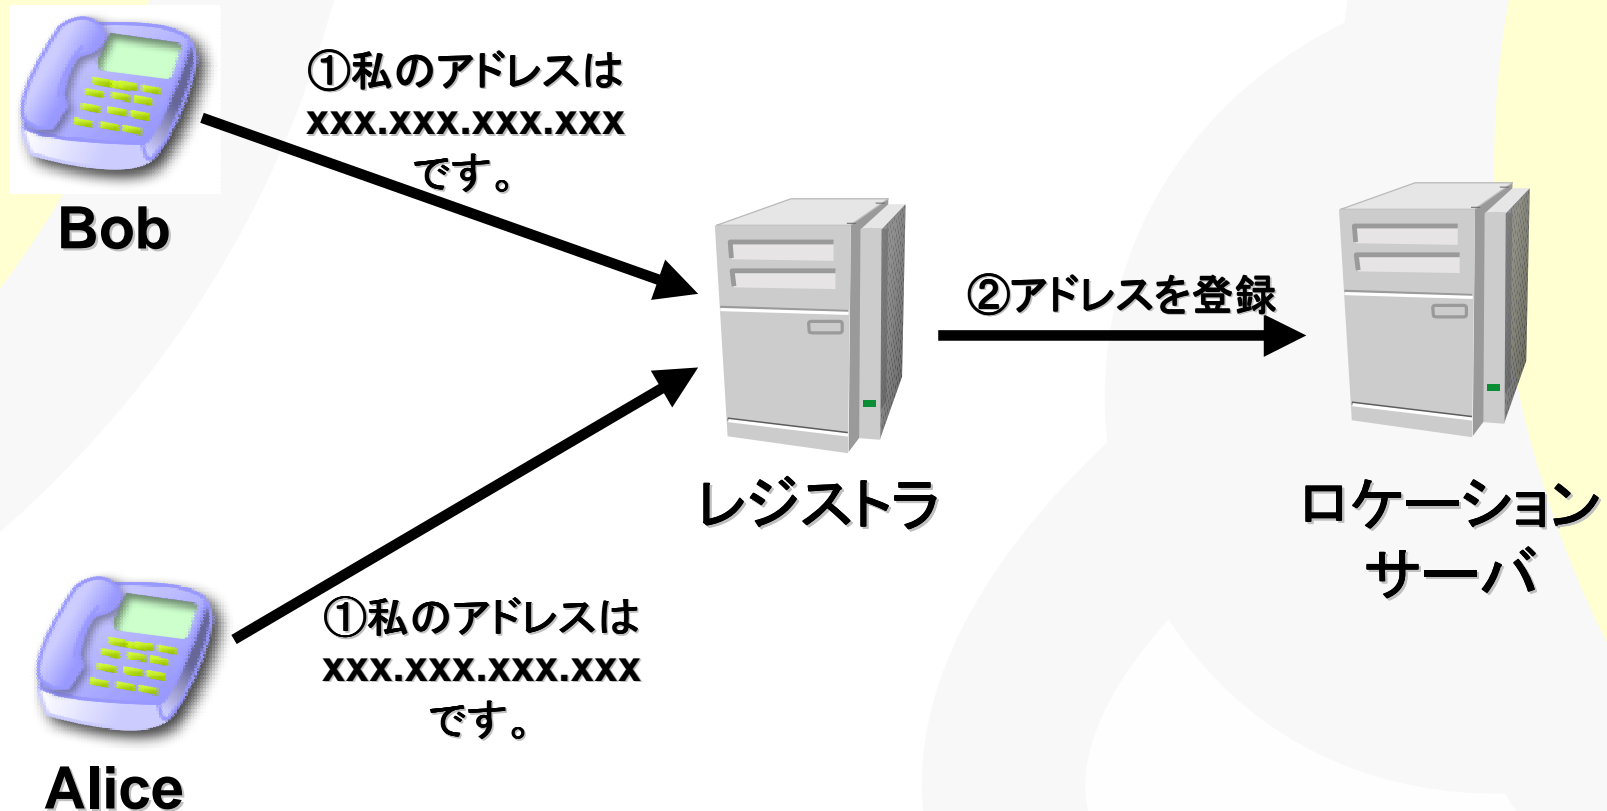 ①私のアドレスは
xxx.xxx.xxx.xxx
です。
Bob
②アドレスを登録
レジストラ
ロケーション
サーバ
①私のアドレスは
xxx.xxx.xxx.xxx
です。
Alice